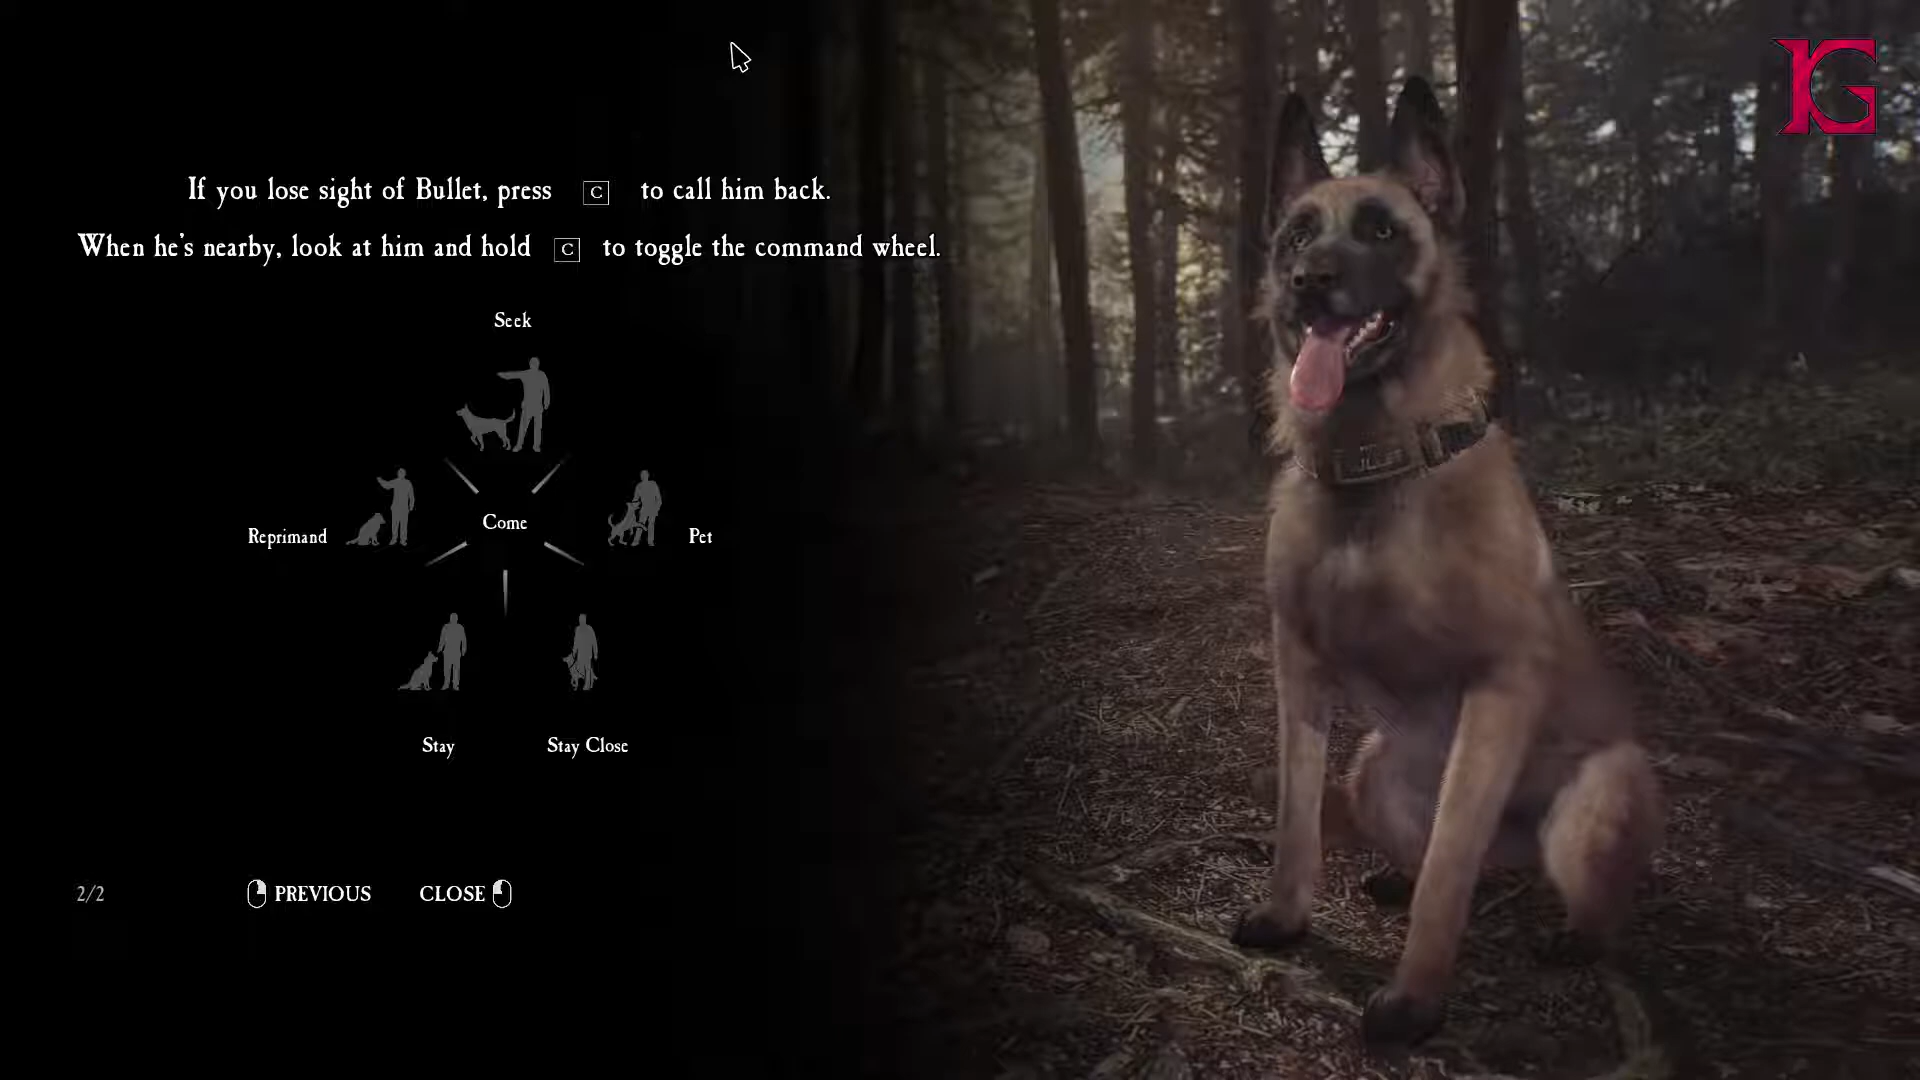 If you lose sight of Bullet, press C to call him back.
When he's nearby, look at him and hold C to toggle the command wheel.
Seek
Come
Reprimand
Pet
Stay
Stay Close
2/2
PREVIOUS
CLOSE
IG